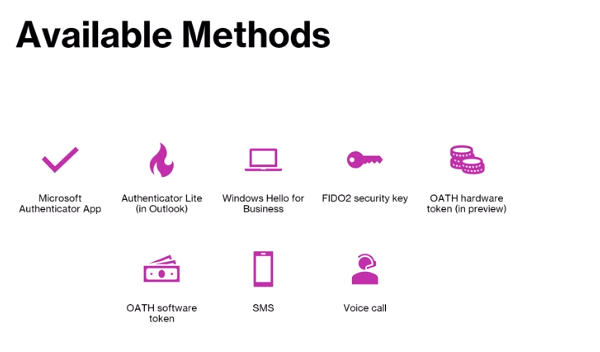 Available Methods
Microsoft
Authenticator App
Authenticator Lite
(in Outlook)
Windows Hello for
Business
FIDO2 security key
OATH hardware
token (in preview)
OATH software
token
SMS
Voice call